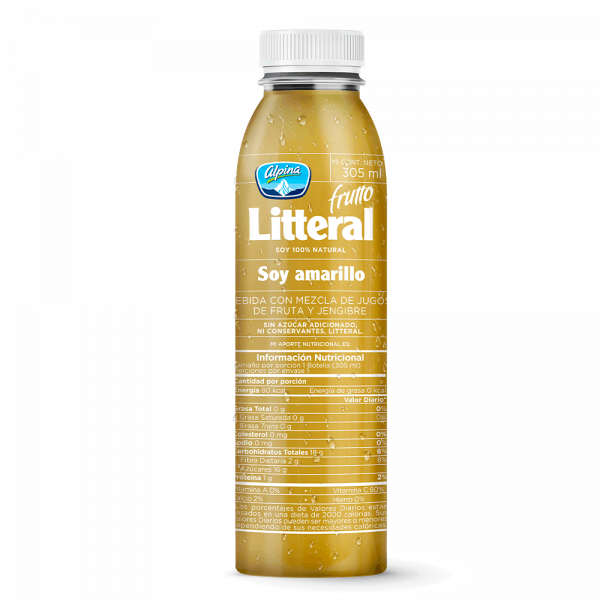 Alpina
MI CONT. NETO
305 ml
frutto
Litteral
SOY 100% NATURAL
Soy amarillo
EBIDA CON MEZCLA DE JUGOS
DE FRUTA Y JENGIBRE
SIN AZÚCAR ADICIONADO,
NI CONSERVANTES, LITTERAL.
MI APORTE NUTRICIONAL ES:
Información Nutricional
Tamaño por porción 1 Botella (305 ml)
Porciones por envase 1
Cantidad por porción
Energía 80 kcal Energía de grasa 0 kcal
Valor Diario*
Grasa Total 0 g 0%
Grasa Saturada 0 g 0%
Grasa Trans 0 g
Colesterol 0 mg 0%
Sodio 0 mg 0%
Carbohidratos Totales 18 g 6%
Fibra Dietaria 2 g 8%
Azúcares 16 g
Proteína 1 g 2%
Vitamina A 0% Vitamina C 80%
Calcio 2% Hierro 0%
Los porcentajes de Valores Diarios están
basados en una dieta de 2000 calorías. Sus
valores Diarios pueden ser mayores o menores
dependiendo de sus necesidades calóricas.